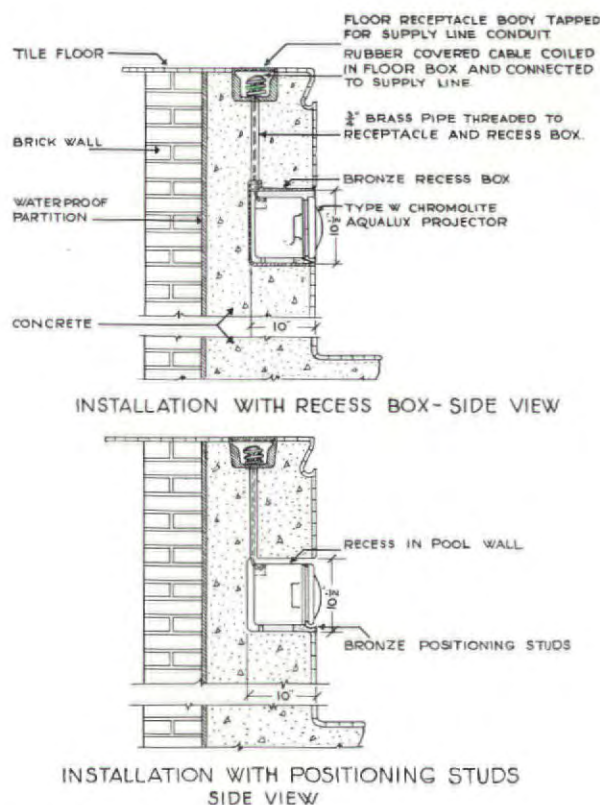 FLOOR RECEPTACLE BODY TAPPED
FOR SUPPLY LINE CONDUIT
TILE FLOOR
RUBBER COVERED CABLE COILED
IN FLOOR BOX AND CONNECTED
TO SUPPLY LINE.
¾" BRASS PIPE THREADED TO
RECEPTACLE AND RECESS BOX.
BRICK WALL
BRONZE RECESS BOX
WATERPROOF
PARTITION
TYPE W CHROMOLITE
AQUALUX PROJECTOR
10½"
CONCRETE
10"
INSTALLATION WITH RECESS BOX - SIDE VIEW
RECESS IN POOL WALL
10½"
BRONZE POSITIONING STUDS
10"
INSTALLATION WITH POSITIONING STUDS
SIDE VIEW